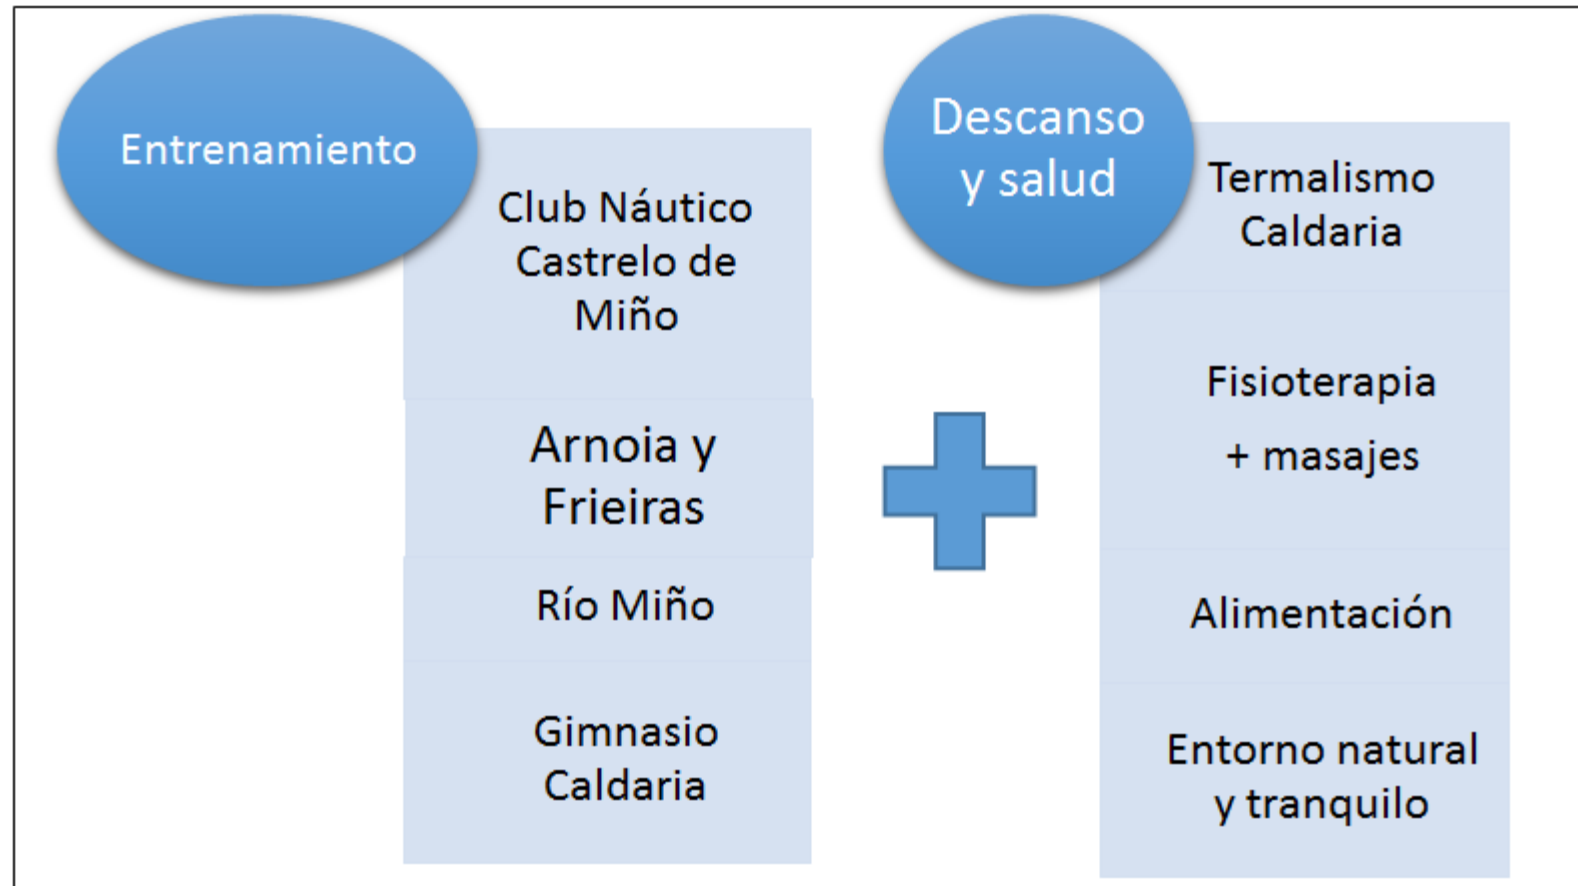 Entrenamiento
Club Náutico
Castrelo de
Miño
Arnoia y
Frieiras
Río Miño
Gimnasio
Caldaria
Descanso
y salud
Termalismo
Caldaria
Fisioterapia
+ masajes
Alimentación
Entorno natural
y tranquilo